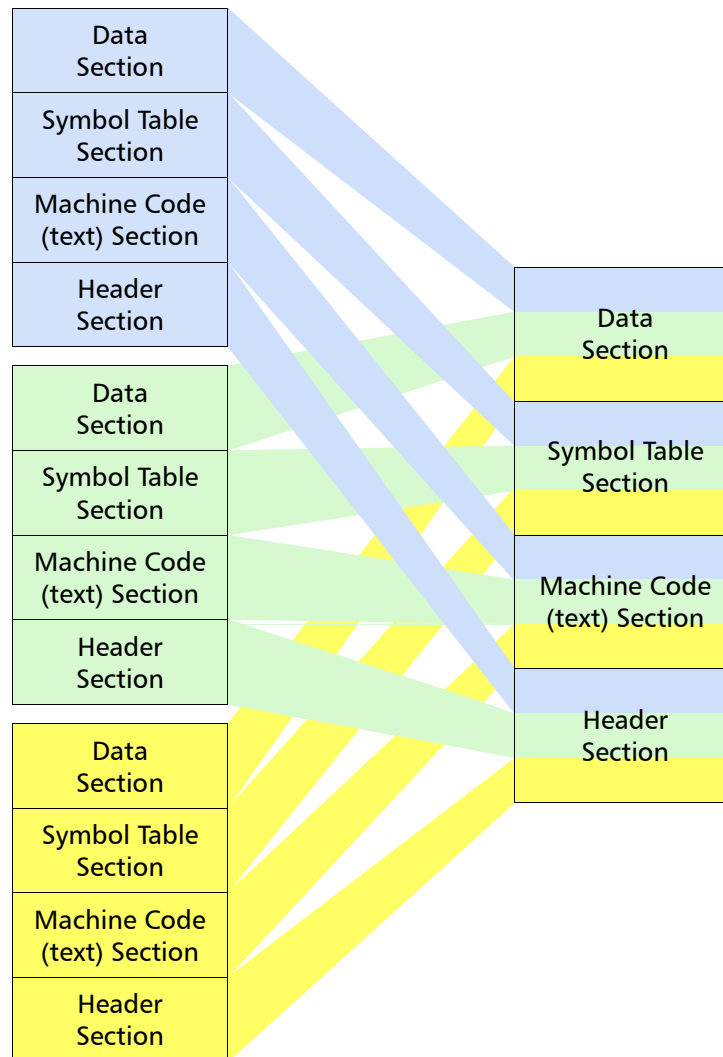 Data
Section
Symbol Table
Section
Machine Code
(text) Section
Header
Section
Data
Section
Symbol Table
Section
Machine Code
(text) Section
Header
Section
Data
Section
Symbol Table
Section
Machine Code
(text) Section
Header
Section
Data
Section
Symbol Table
Section
Machine Code
(text) Section
Header
Section